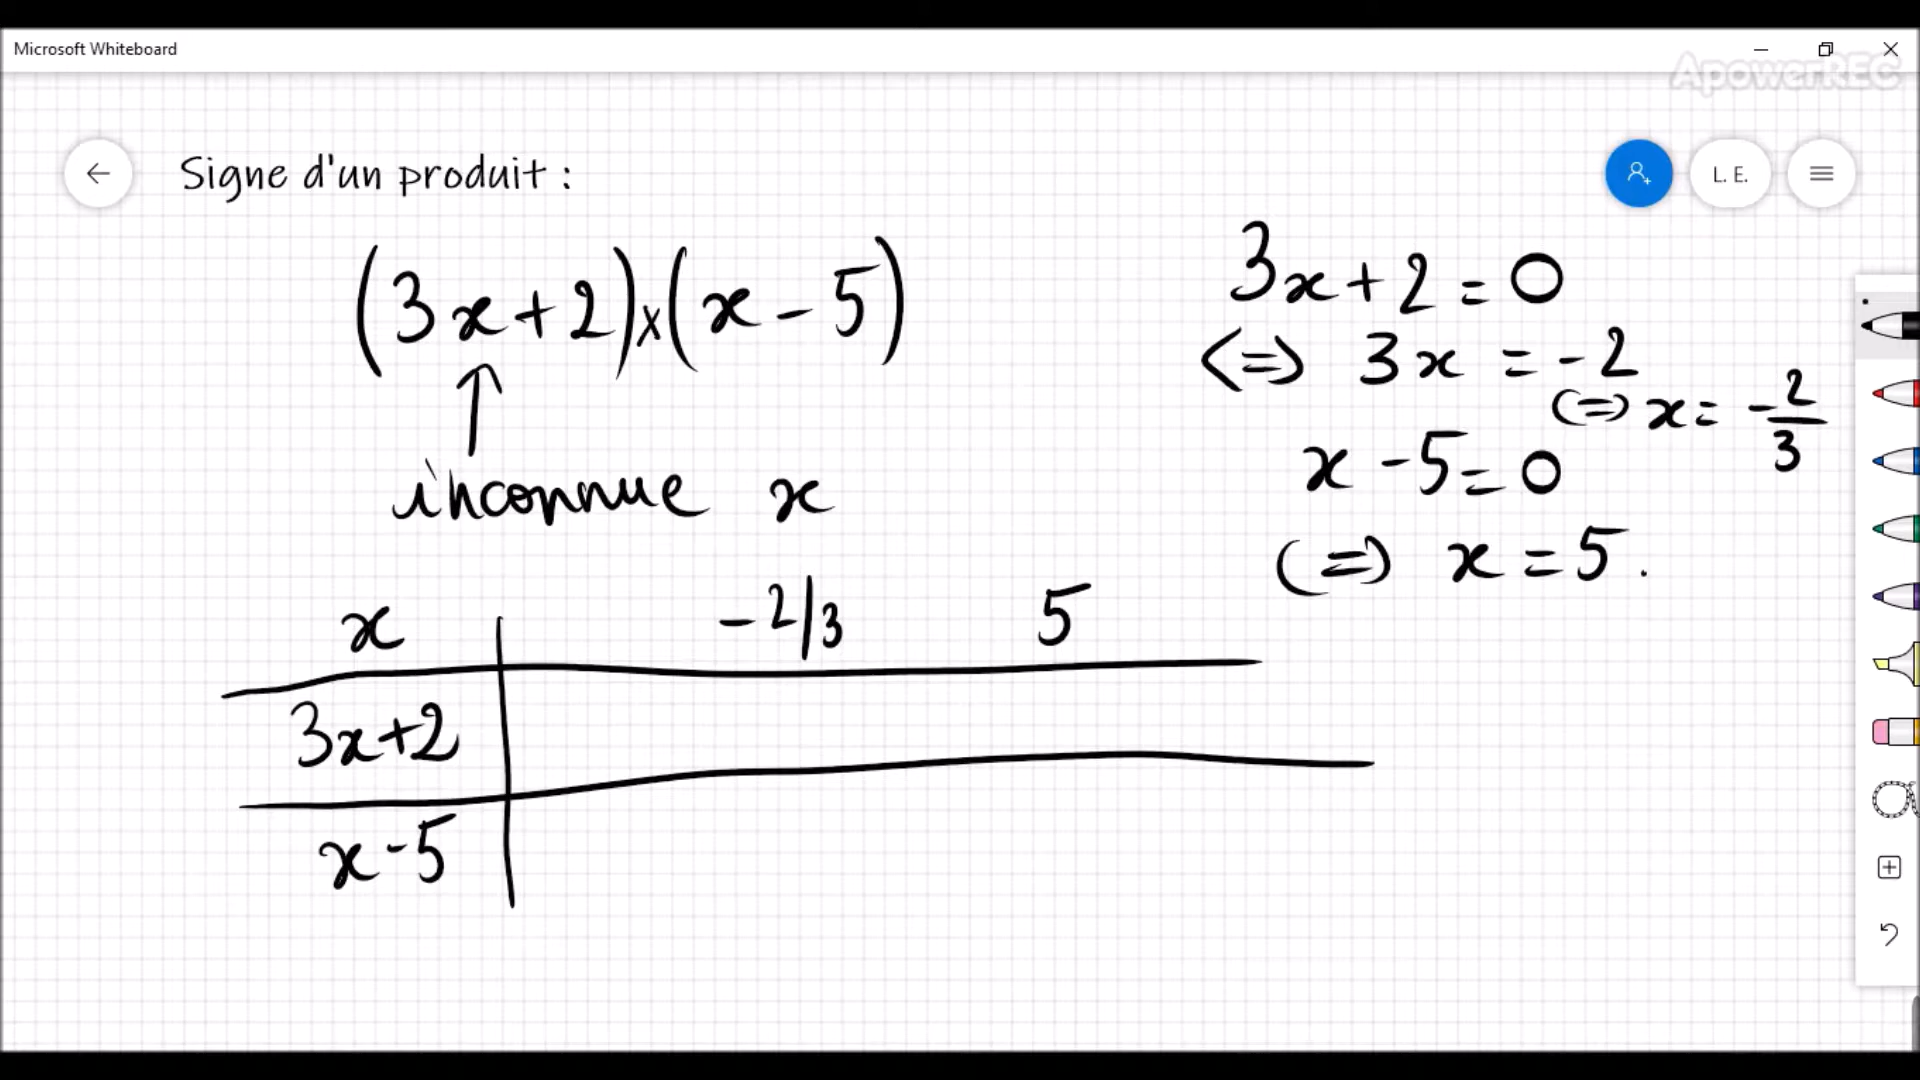 Microsoft Whiteboard
ApowerREC
Signe d'un produit :
L. E.
(3x+2)x(x-5)
inconnue x
3x+2=0
(=) 3x = -2
(=) x = -2/3
x-5=0
(=) x = 5.
x -2/3 5
3x+2
x-5